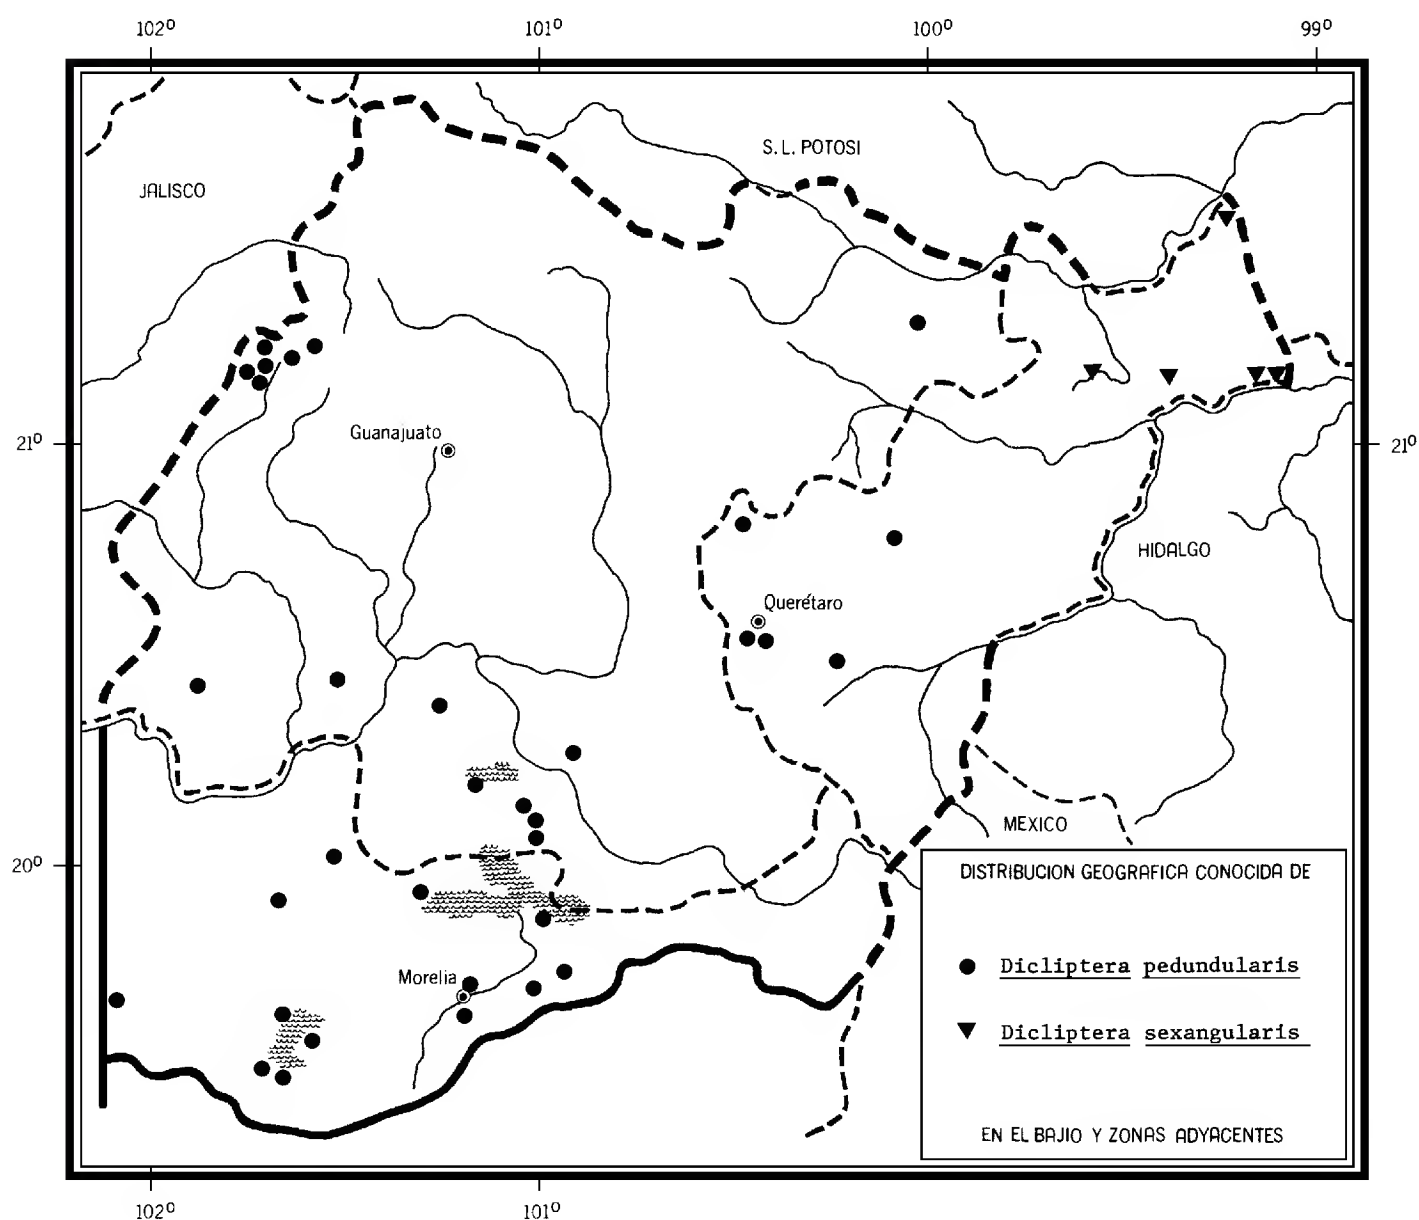 102º 101º 100º 99º
S.L. POTOSI
JALISCO
Guanajuato
21º 21º
HIDALGO
Querétaro
MEXICO
20º
DISTRIBUCION GEOGRAFICA CONOCIDA DE
Dicliptera pedundularis
Morelia
Dicliptera sexangularis
EN EL BAJIO Y ZONAS ADYACENTES
102º 101º